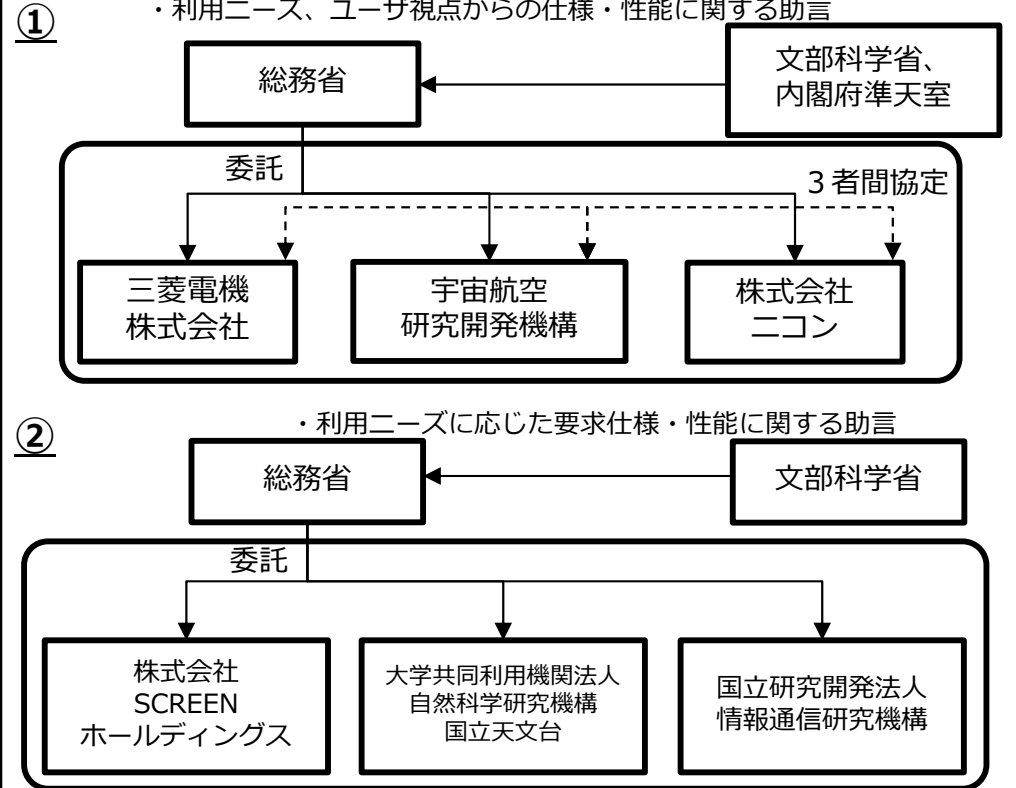 ・利用ニーズ、ユーザ視点からの仕様・性能に関する助言
①
総務省
文部科学省、
内閣府準天室
委託
３者間協定
三菱電機
株式会社
宇宙航空
研究開発機構
株式会社
ニコン
②
・利用ニーズに応じた要求仕様・性能に関する助言
総務省
文部科学省
委託
株式会社
SCREEN
ホールディングス
大学共同利用機関法人
自然科学研究機構
国立天文台
国立研究開発法人
情報通信研究機構